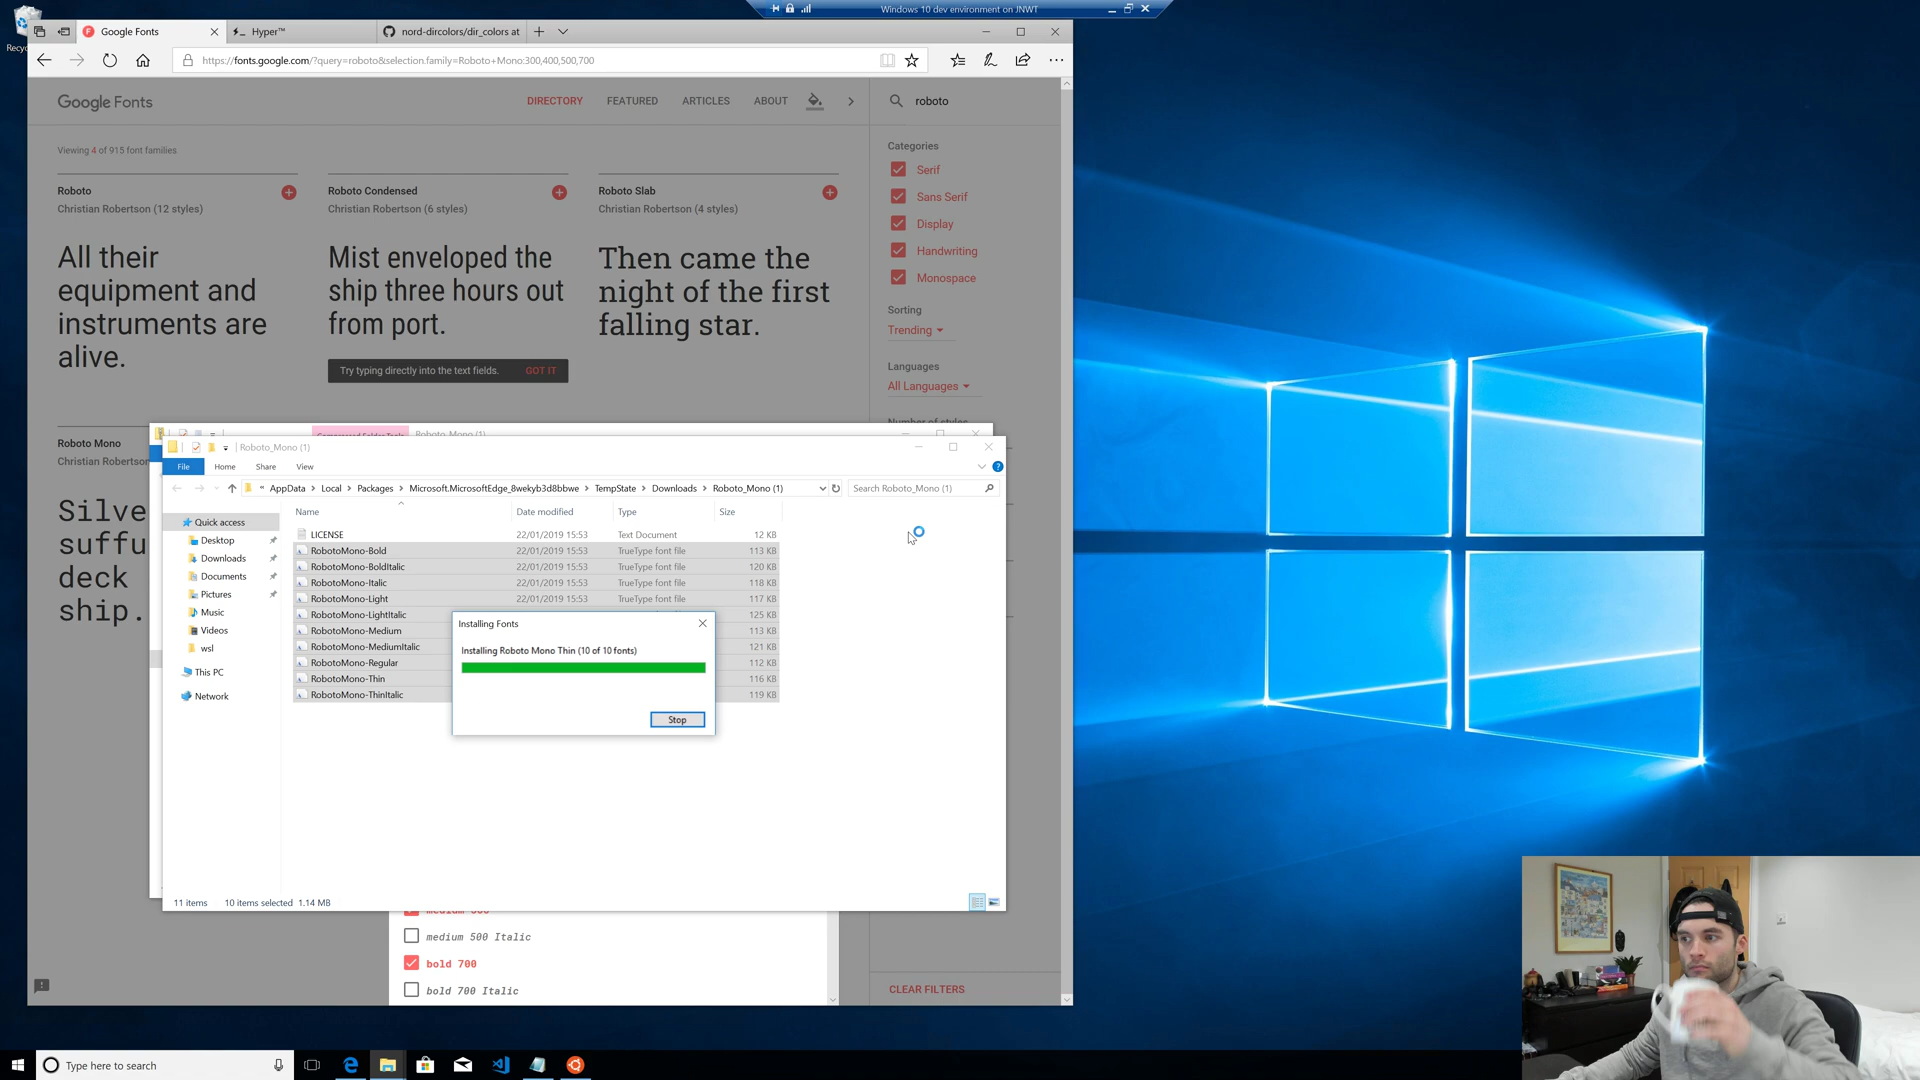 Windows 10 dev environment on JNWT
Google Fonts
Hyper™
nord-dircolors/dir_colors at
https://fonts.google.com/?query=roboto&selection.family=Roboto+Mono:300,400,500,700
Google Fonts
DIRECTORY
FEATURED
ARTICLES
ABOUT
roboto
Viewing 4 of 915 font families
Roboto
Christian Robertson (12 styles)
All their
equipment and
instruments are
alive.
Roboto Condensed
Christian Robertson (6 styles)
Mist enveloped the
ship three hours out
from port.
Try typing directly into the text fields.
GOT IT
Roboto Slab
Christian Robertson (4 styles)
Then came the
night of the first
falling star.
Categories
Serif
Sans Serif
Display
Handwriting
Monospace
Sorting
Trending
Languages
All Languages
Number of styles
Roboto Mono
Christian Robertson
Silve
suffu
deck
ship.
Compressed Folder Tools
Roboto_Mono (1)
Roboto_Mono (1)
File
Home
Share
View
« AppData > Local > Packages > Microsoft.MicrosoftEdge_8wekyb3d8bbwe > TempState > Downloads > Roboto_Mono (1)
Search Roboto_Mono (1)
Quick access
Desktop
Downloads
Documents
Pictures
Music
Videos
wsl
This PC
Network
Name Date modified Type Size
LICENSE 22/01/2019 15:53 Text Document 12 KB
RobotoMono-Bold 22/01/2019 15:53 TrueType font file 113 KB
RobotoMono-BoldItalic 22/01/2019 15:53 TrueType font file 120 KB
RobotoMono-Italic 22/01/2019 15:53 TrueType font file 118 KB
RobotoMono-Light 22/01/2019 15:53 TrueType font file 117 KB
RobotoMono-LightItalic 125 KB
RobotoMono-Medium 113 KB
RobotoMono-MediumItalic 121 KB
RobotoMono-Regular 112 KB
RobotoMono-Thin 116 KB
RobotoMono-ThinItalic 119 KB
Installing Fonts
Installing Roboto Mono Thin (10 of 10 fonts)
Stop
11 items
10 items selected 1.14 MB
medium 500
medium 500 Italic
bold 700
bold 700 Italic
CLEAR FILTERS
Type here to search